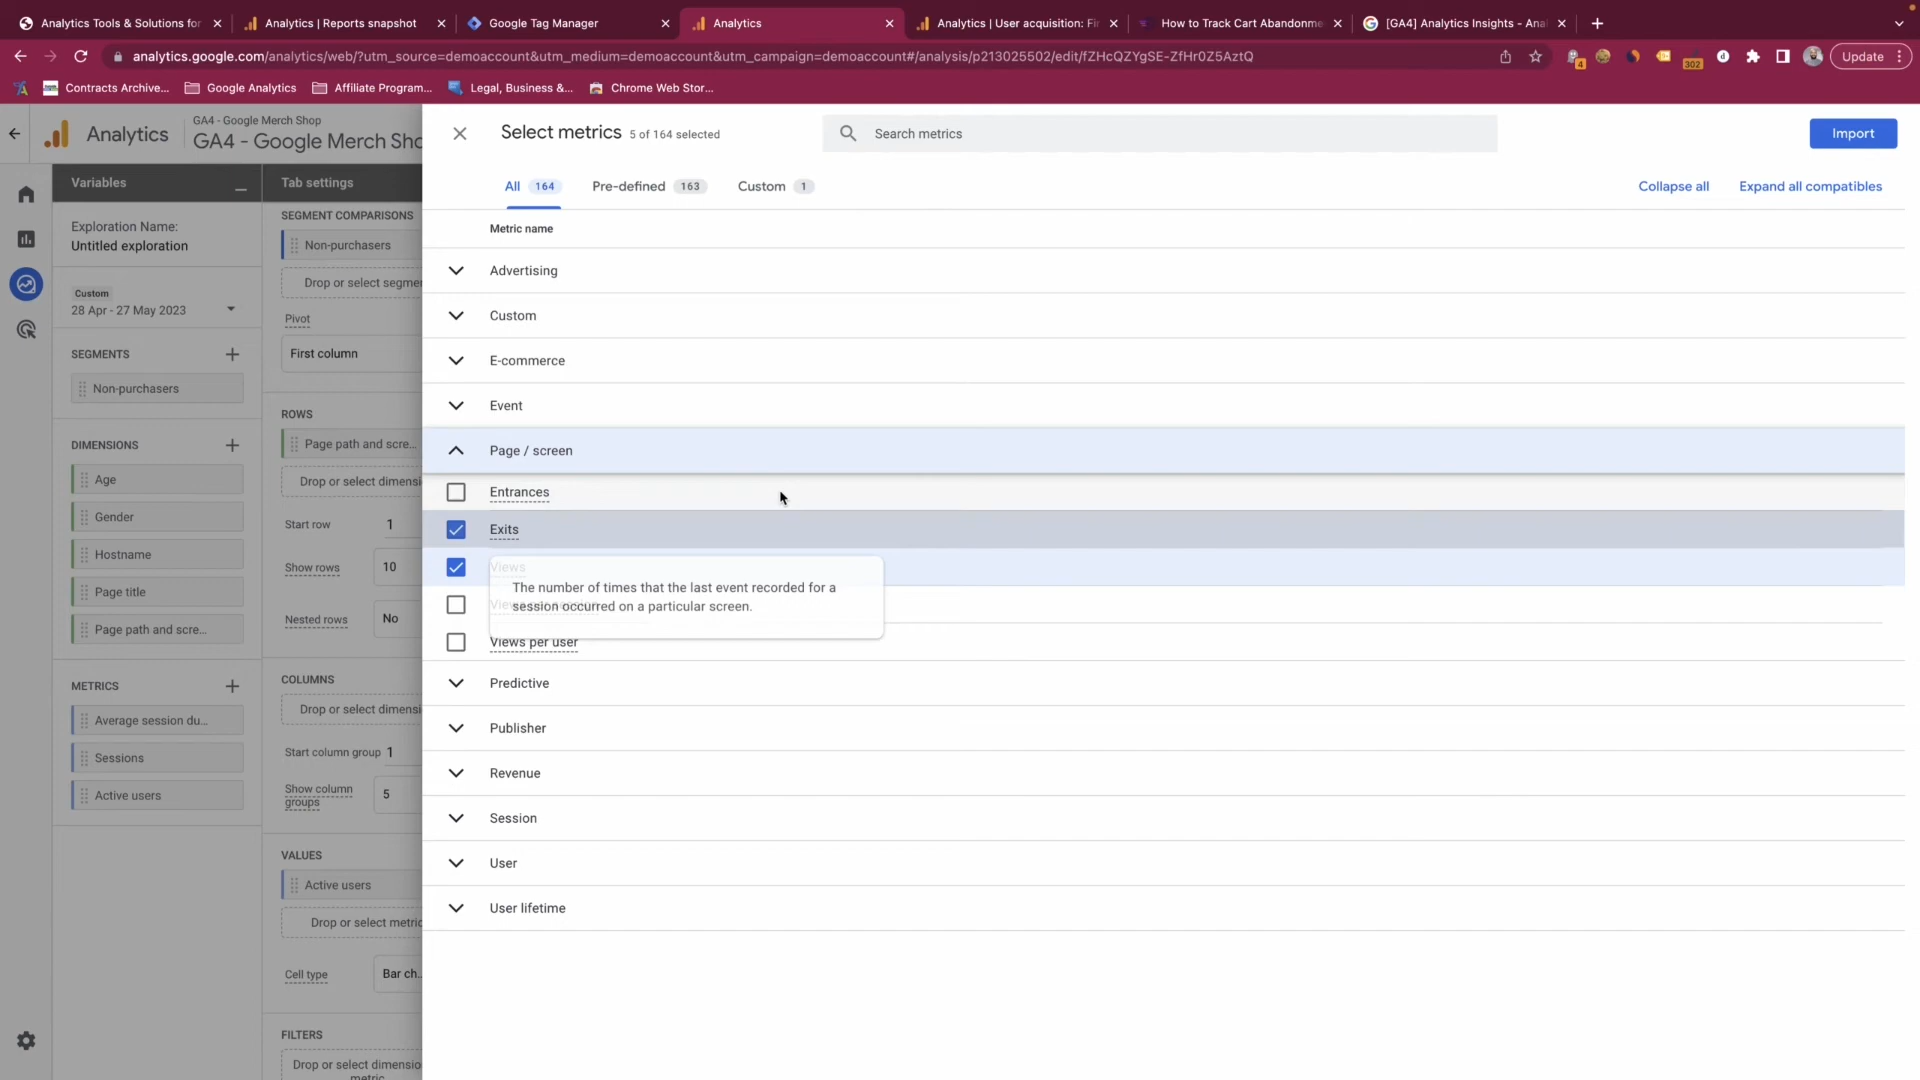 Analytics Tools & Solutions for
Analytics | Reports snapshot
Google Tag Manager
Analytics
Analytics | User acquisition: Fir
How to Track Cart Abandonme
[GA4] Analytics Insights - Anal
analytics.google.com/analytics/web/?utm_source=demoaccount&utm_medium=demoaccount&utm_campaign=demoaccount#/analysis/p213025502/edit/fZHcQZYgSE-ZfHr0Z5AztQ
4
302
Update
Contracts Archive...
Google Analytics
Affiliate Program...
Legal, Business &...
Chrome Web Stor...
Analytics
GA4 - Google Merch Shop
GA4 - Google Merch Sho
Variables
Exploration Name:
Untitled exploration
Custom
28 Apr - 27 May 2023
SEGMENTS
Non-purchasers
DIMENSIONS
Age
Gender
Hostname
Page title
Page path and scre...
METRICS
Average session du...
Sessions
Active users
Tab settings
SEGMENT COMPARISONS
Non-purchasers
Drop or select segme
Pivot
First column
ROWS
Page path and scre...
Drop or select dimensi
Start row 1
Show rows 10
Nested rows No
COLUMNS
Drop or select dimensi
Start column group 1
Show column groups 5
VALUES
Active users
Drop or select metric
Cell type Bar ch...
FILTERS
Drop or select dimension
metric
Select metrics 5 of 164 selected
Search metrics
Import
All 164
Pre-defined 163
Custom 1
Collapse all
Expand all compatibles
Metric name
Advertising
Custom
E-commerce
Event
Page / screen
Entrances
Exits
Views
The number of times that the last event recorded for a
session occurred on a particular screen.
Views per user
Predictive
Publisher
Revenue
Session
User
User lifetime